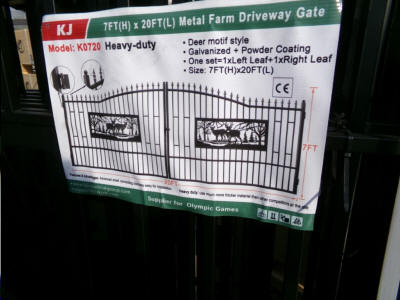 KJ
7FT(H) x 20FT(L) Metal Farm Driveway Gate
Model: K0720 Heavy-duty
• Deer motif style
• Galvanized + Powder Coating
• One set=1xLeft Leaf+1xRight Leaf
• Size: 7FT(H)x20FT(L)
CE
7FT
20FT
Supplier for Olympic Games